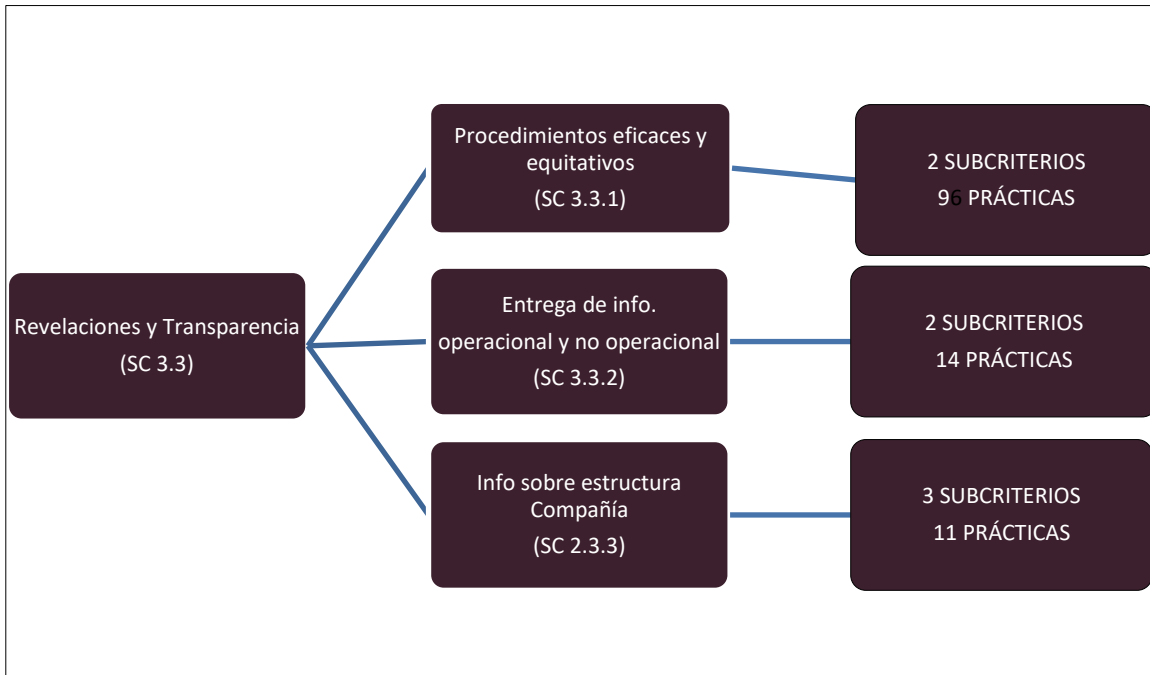 Revelaciones y Transparencia
(SC 3.3)
Procedimientos eficaces y
equitativos
(SC 3.3.1)
2 SUBCRITERIOS
96 PRÁCTICAS
Entrega de info.
operacional y no operacional
(SC 3.3.2)
2 SUBCRITERIOS
14 PRÁCTICAS
Info sobre estructura
Compañía
(SC 2.3.3)
3 SUBCRITERIOS
11 PRÁCTICAS